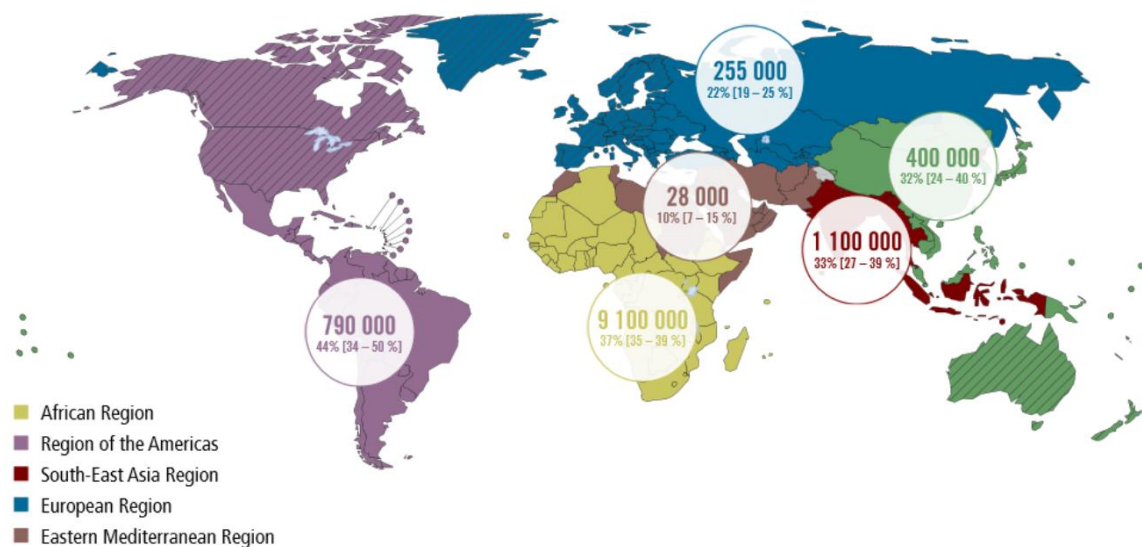 255 000
22% [19 – 25 %]
400 000
32% [24 – 40 %]
28 000
10% [7 – 15 %]
1 100 000
33% [27 – 39 %]
790 000
44% [34 – 50 %]
9 100 000
37% [35 – 39 %]
African Region
Region of the Americas
South-East Asia Region
European Region
Eastern Mediterranean Region